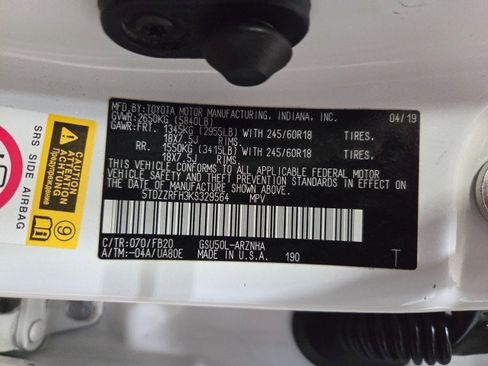 MFD. BY:TOYOTA MOTOR MANUFACTURING, INDIANA, INC.
GVWR: 2650KG (5840LB) 04/19
GAWR:FRT. 1345KG (2955LB) WITH 245/60R18 TIRES.
18X7.5J RIMS.
RR. 1550KG (3415LB) WITH 245/60R18 TIRES.
18X7.5J RIMS.
THIS VEHICLE CONFORMS TO ALL APPLICABLE FEDERAL MOTOR
VEHICLE SAFETY AND THEFT PREVENTION STANDARDS IN EFFECT ON
THE DATE OF MANUFACTURE SHOWN ABOVE.
5TDZZRFH3KS329564 MPV
C/TR:070/FB20 GSU50L-ARZNHA
A/TM:-04A/UA80E MADE IN U.S.A. 190 T
SRS SIDE AIRBAG
CAUTION
ATTENTION
ACHTUNG
Предупреждение
9